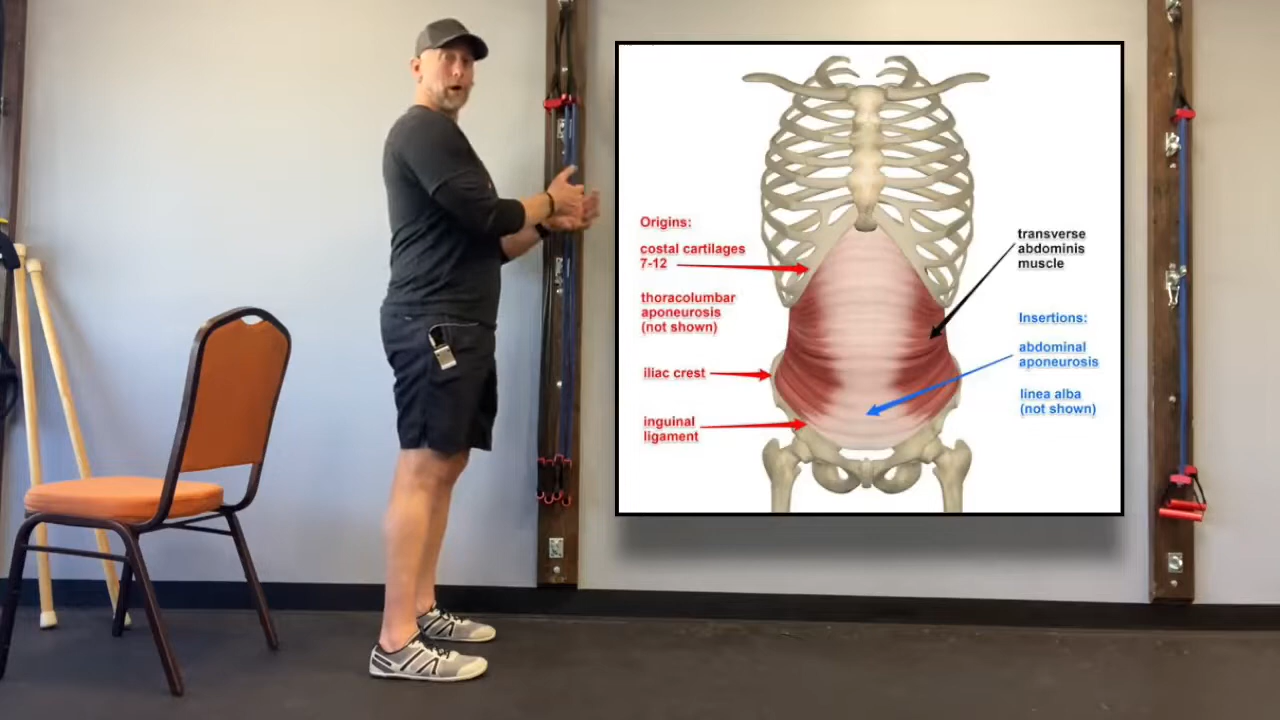 Origins:
costal cartilages
7-12
thoracolumbar
aponeurosis
(not shown)
iliac crest
inguinal
ligament
transverse
abdominis
muscle
Insertions:
abdominal
aponeurosis
linea alba
(not shown)